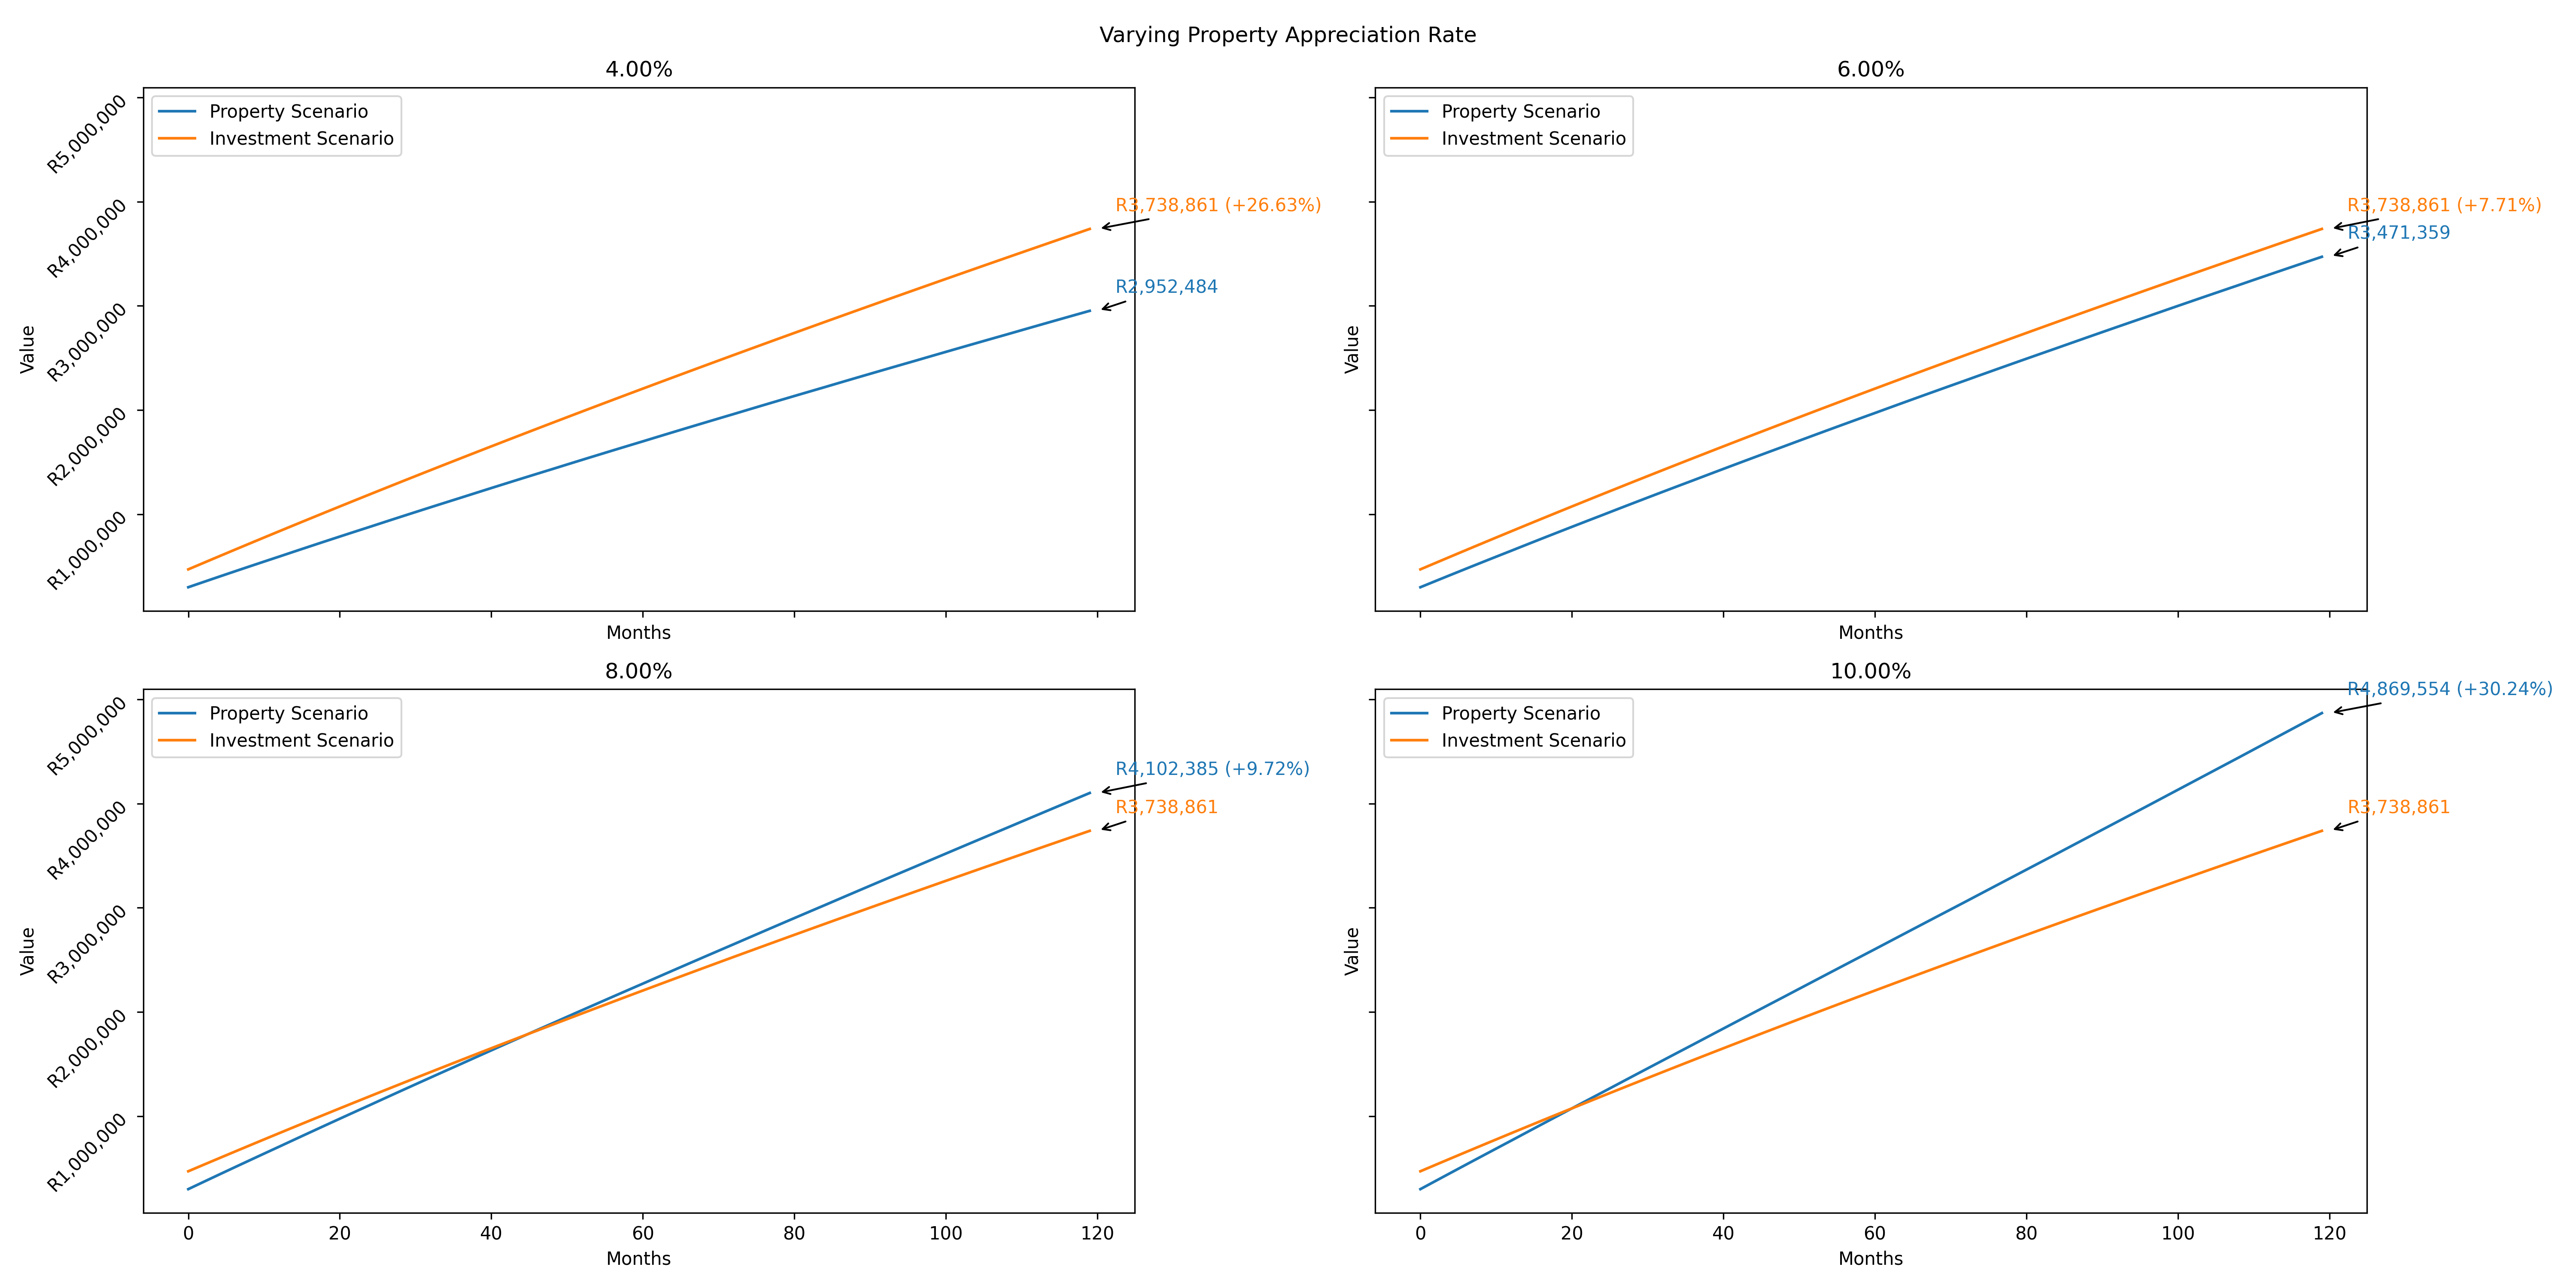 Varying Property Appreciation Rate
4.00%
Property Scenario
Investment Scenario
R5,000,000
R4,000,000
R3,000,000
R2,000,000
R1,000,000
Value
R3,738,861 (+26.63%)
R2,952,484
Months
6.00%
Property Scenario
Investment Scenario
Value
R3,738,861 (+7.71%)
R3,471,359
Months
8.00%
Property Scenario
Investment Scenario
R5,000,000
R4,000,000
R3,000,000
R2,000,000
R1,000,000
Value
R4,102,385 (+9.72%)
R3,738,861
0 20 40 60 80 100 120
Months
10.00%
Property Scenario
Investment Scenario
Value
R4,869,554 (+30.24%)
R3,738,861
0 20 40 60 80 100 120
Months